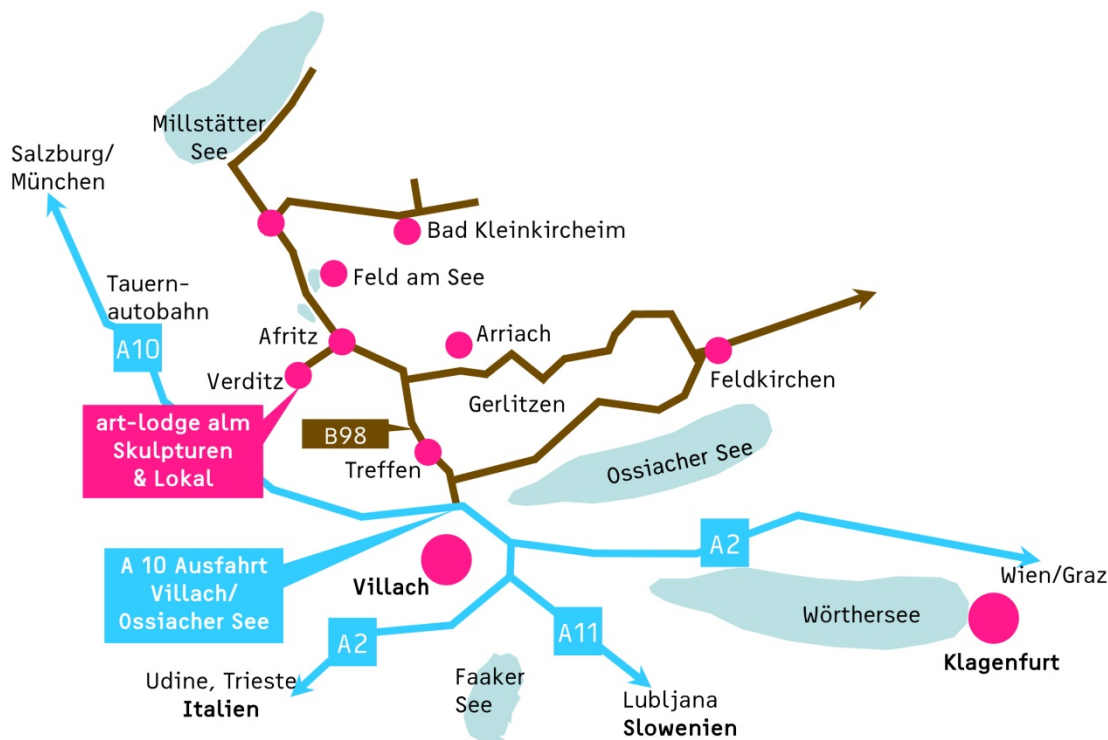 Millstätter
See
Salzburg/
München
Bad Kleinkircheim
Feld am See
Tauern-
autobahn
Afritz
Arriach
A10
Verditz
Feldkirchen
Gerlitzen
art-lodge alm
Skulpturen
& Lokal
B98
Treffen
Ossiacher See
A 10 Ausfahrt
Villach/
Ossiacher See
Villach
A2
Wien/Graz
Wörthersee
A2
A11
Klagenfurt
Udine, Trieste
Italien
Faaker
See
Lubljana
Slowenien